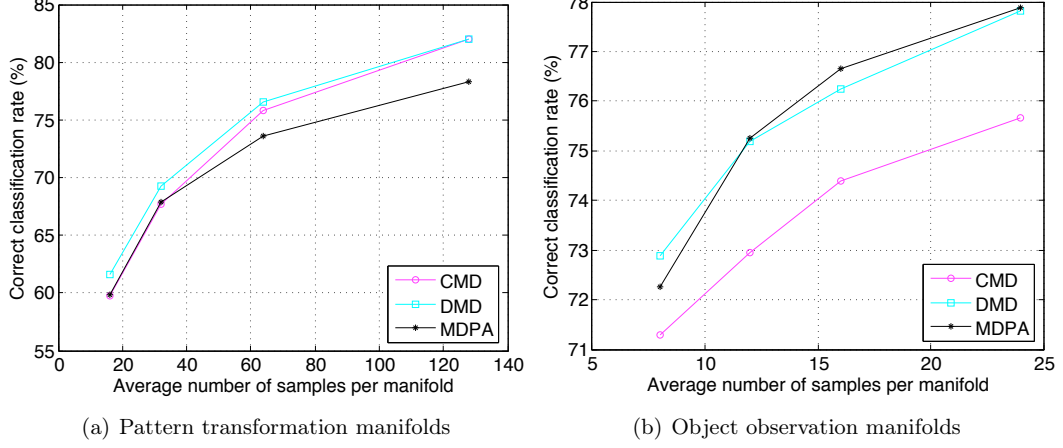 85
80
75
70
65
60
55
0 20 40 60 80 100 120 140
Correct classification rate (%)
Average number of samples per manifold
CMD
DMD
MDPA
(a) Pattern transformation manifolds
78
77
76
75
74
73
72
71
5 10 15 20 25
Correct classification rate (%)
Average number of samples per manifold
CMD
DMD
MDPA
(b) Object observation manifolds